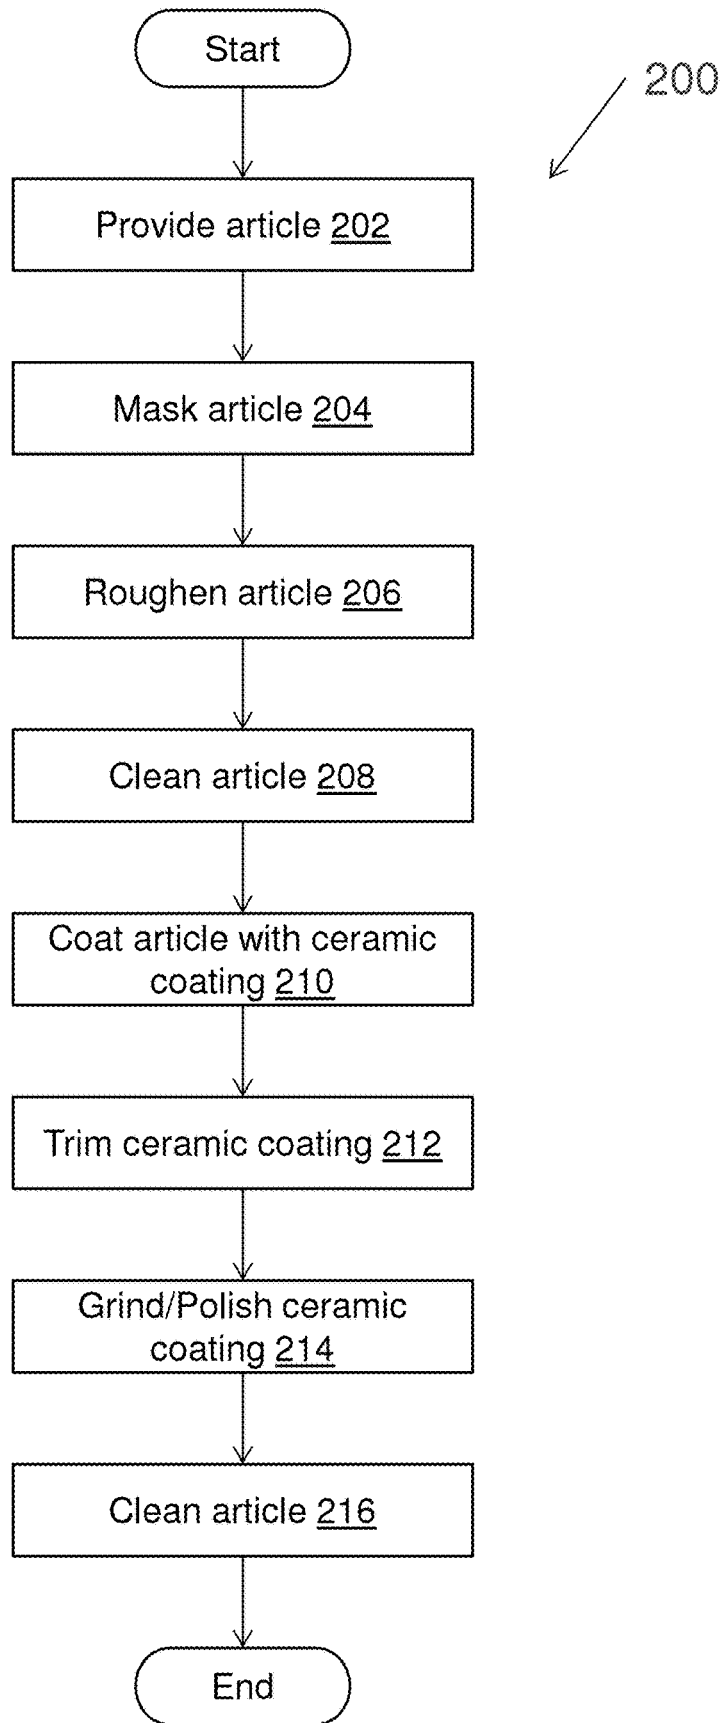 Start
200
Provide article 202
Mask article 204
Roughen article 206
Clean article 208
Coat article with ceramic
coating 210
Trim ceramic coating 212
Grind/Polish ceramic
coating 214
Clean article 216
End